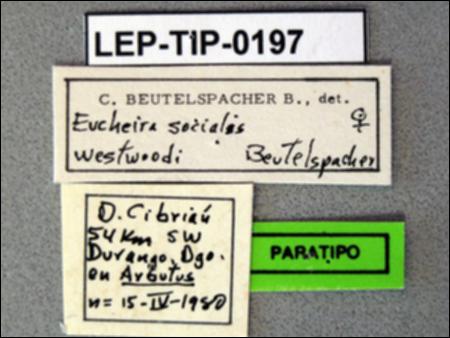 LEP-TIP-0197
C. BEUTELSPACHER B., det.
Eucheira socialis ♀
westwoodi Beutelspacher
D. Cibrián
54 Km SW
Durango, Dgo.
en Arbutus
n= 15-IV-1980
PARATIPO